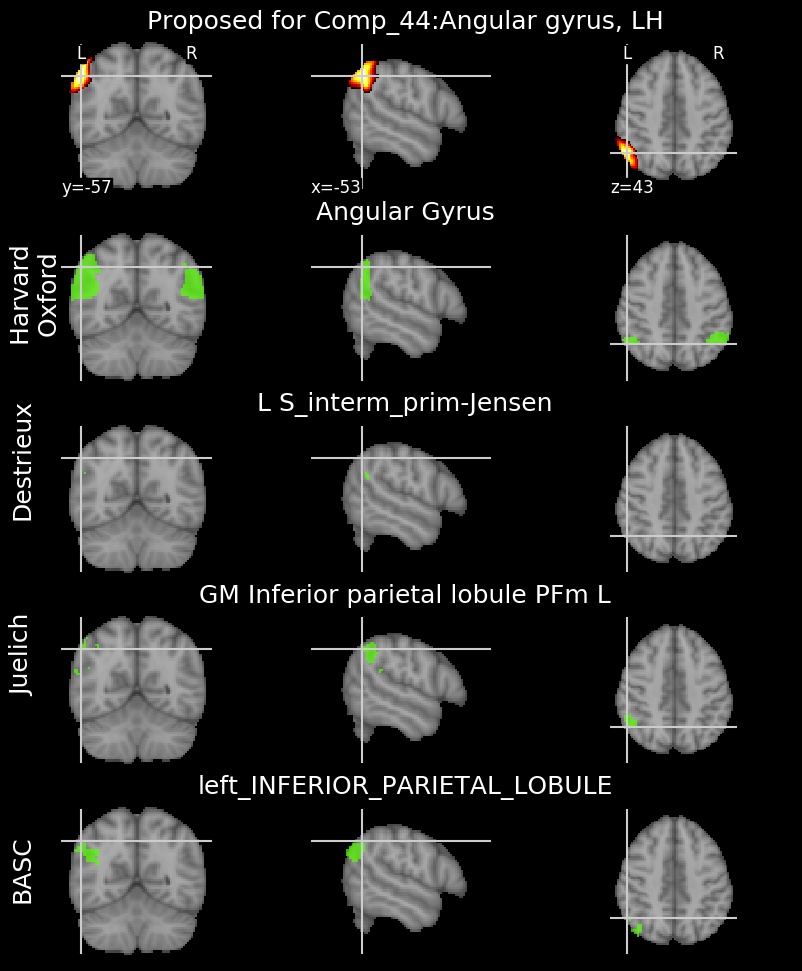 Proposed for Comp_44:Angular gyrus, LH
L R L R
y=-57 x=-53 z=43
Angular Gyrus
Harvard
Oxford
L S_interm_prim-Jensen
Destrieux
GM Inferior parietal lobule PFm L
Juelich
left_INFERIOR_PARIETAL_LOBULE
BASC